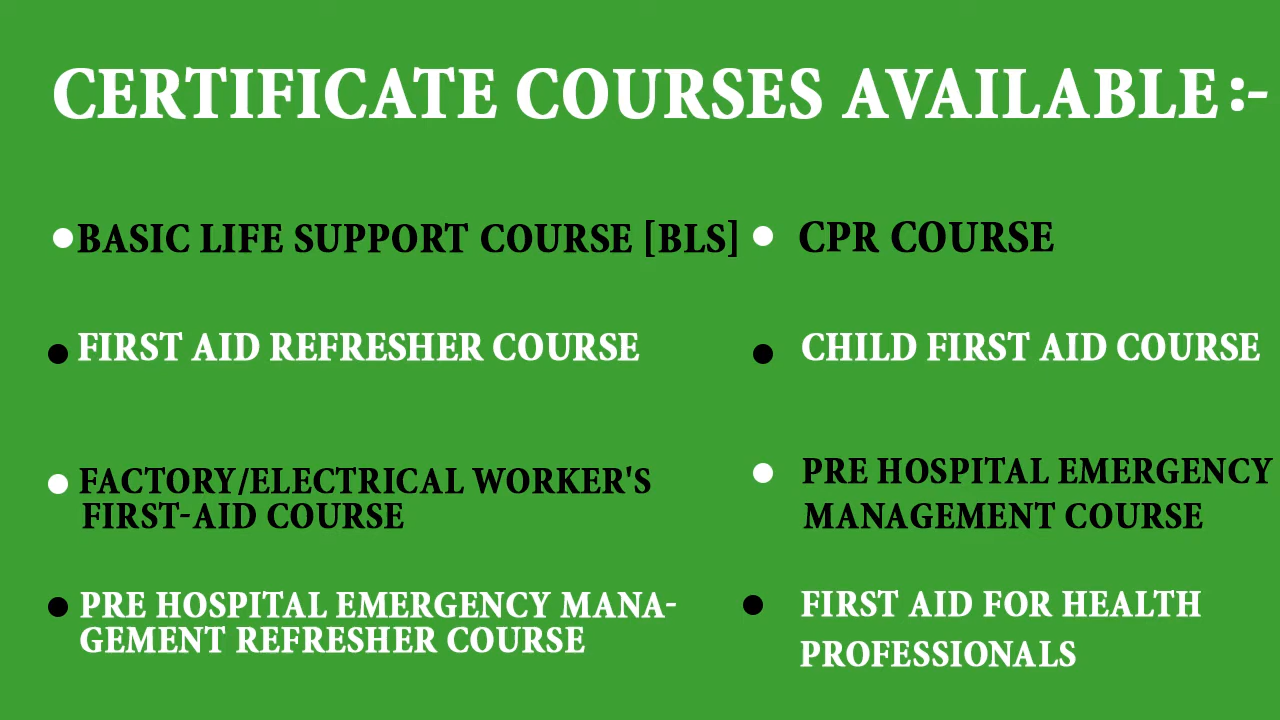 CERTIFICATE COURSES AVAILABLE:-
BASIC LIFE SUPPORT COURSE [BLS]
CPR COURSE
FIRST AID REFRESHER COURSE
CHILD FIRST AID COURSE
FACTORY/ELECTRICAL WORKER'S
FIRST-AID COURSE
PRE HOSPITAL EMERGENCY
MANAGEMENT COURSE
PRE HOSPITAL EMERGENCY MANA-
GEMENT REFRESHER COURSE
FIRST AID FOR HEALTH
PROFESSIONALS